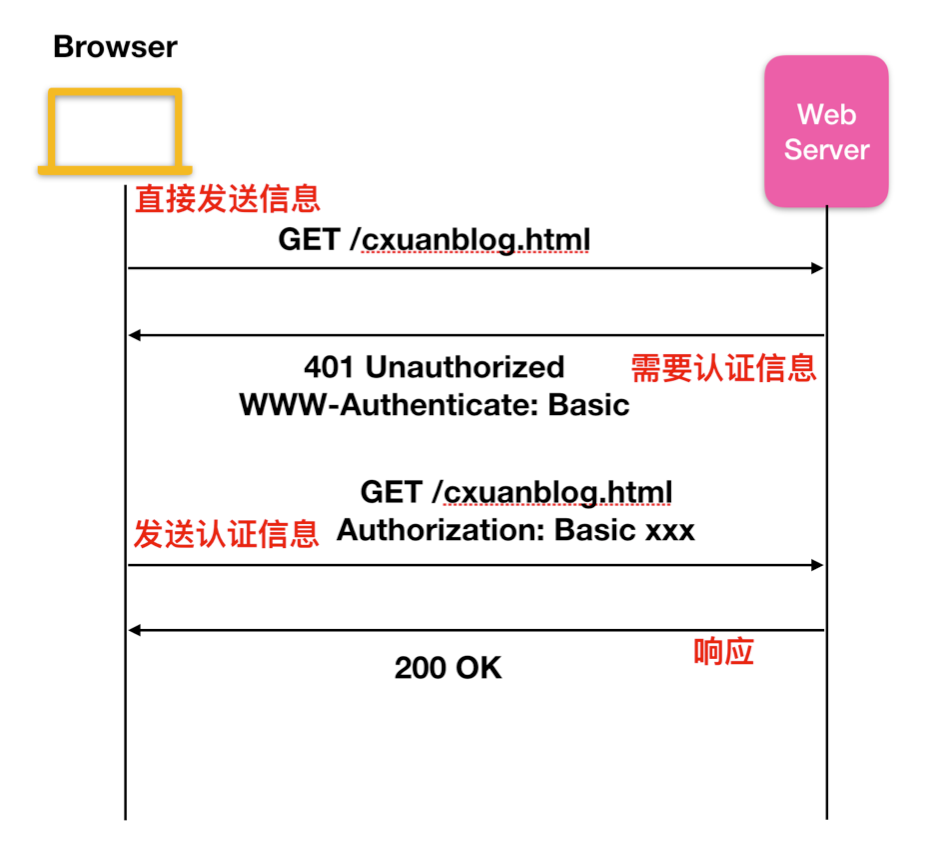 Browser
Web
Server
直接发送信息
GET /cxuanblog.html
401 Unauthorized
需要认证信息
WWW-Authenticate: Basic
GET /cxuanblog.html
发送认证信息
Authorization: Basic xxx
响应
200 OK